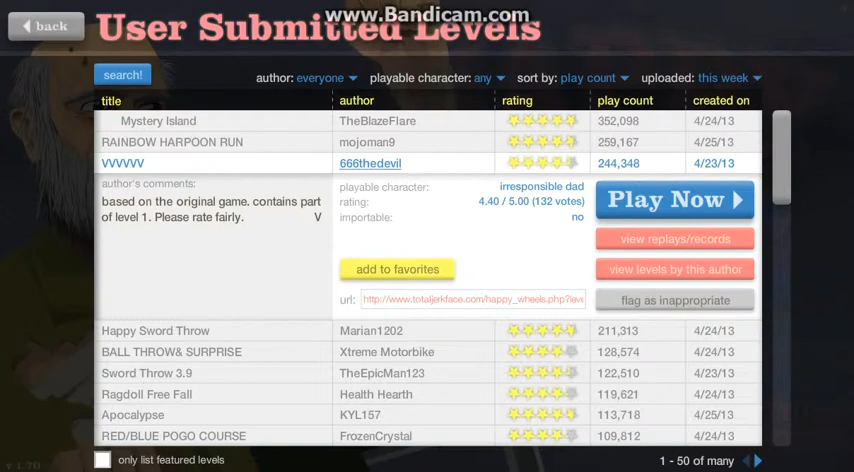 www.Bandicam.com
back
User Submitted Levels
search!
author: everyone playable character: any sort by: play count uploaded: this week
title author rating play count created on
Mystery Island TheBlazeFlare 352,098 4/24/13
RAINBOW HARPOON RUN mojoman9 259,167 4/25/13
VVVVVV 666thedevil 244,348 4/23/13
author's comments:
based on the original game. contains part
of level 1. Please rate fairly. V
playable character: irresponsible dad
rating: 4.40 / 5.00 (132 votes)
importable: no
Play Now
view replays/records
add to favorites
view levels by this author
url: http://www.totaljerkface.com/happy_wheels.php?leve
flag as inappropriate
Happy Sword Throw Marian1202 211,313 4/24/13
BALL THROW& SURPRISE Xtreme Motorbike 128,574 4/24/13
Sword Throw 3.9 TheEpicMan123 122,510 4/23/13
Ragdoll Free Fall Health Hearth 119,621 4/24/13
Apocalypse KYL157 113,718 4/25/13
RED/BLUE POGO COURSE FrozenCrystal 109,812 4/24/13
only list featured levels
1 - 50 of many
v 1.70